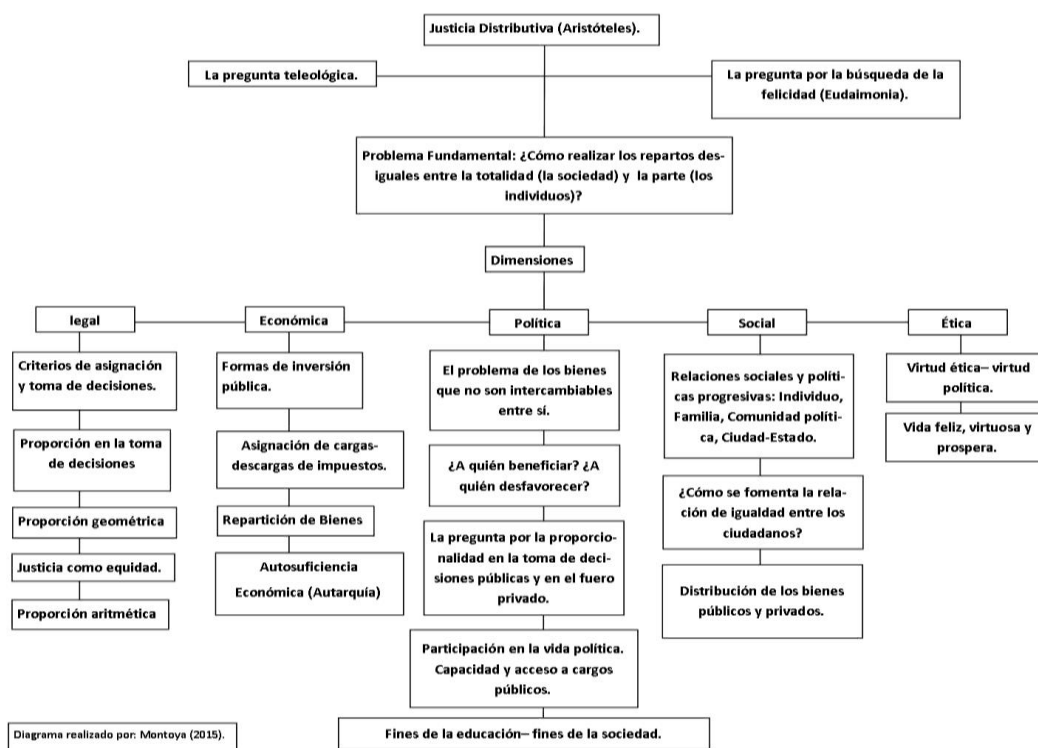 Justicia Distributiva (Aristóteles).
La pregunta teleológica.
La pregunta por la búsqueda de la
felicidad (Eudaimonia).
Problema Fundamental: ¿Cómo realizar los repartos des-
iguales entre la totalidad (la sociedad) y la parte (los
individuos)?
Dimensiones
legal
Económica
Política
Social
Ética
Criterios de asignación
y toma de decisiones.
Proporción en la toma
de decisiones
Proporción geométrica
Justicia como equidad.
Proporción aritmética
Formas de inversión
pública.
Asignación de cargas-
descargas de impuestos.
Repartición de Bienes
Autosuficiencia
Económica (Autarquía)
El problema de los bienes
que no son intercambiables
entre sí.
¿A quién beneficiar? ¿A
quién desfavorecer?
La pregunta por la proporcio-
nalidad en la toma de deci-
siones públicas y en el fuero
privado.
Participación en la vida política.
Capacidad y acceso a cargos
públicos.
Fines de la educación– fines de la sociedad.
Relaciones sociales y políti-
cas progresivas: Individuo,
Familia, Comunidad políti-
ca, Ciudad-Estado.
¿Cómo se fomenta la rela-
ción de igualdad entre los
ciudadanos?
Distribución de los bienes
públicos y privados.
Virtud ética– virtud
política.
Vida feliz, virtuosa y
prospera.
Diagrama realizado por: Montoya (2015).